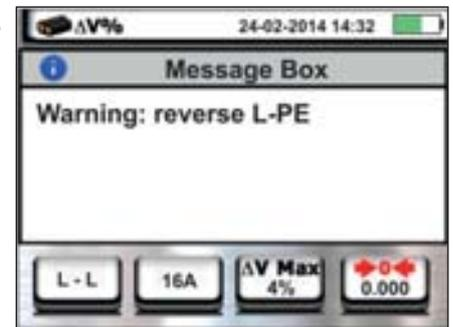 ΔV% 24-02-2014 14:32
Message Box
Warning: reverse L-PE
L - L 16A ΔV Max 4% 0 0.000